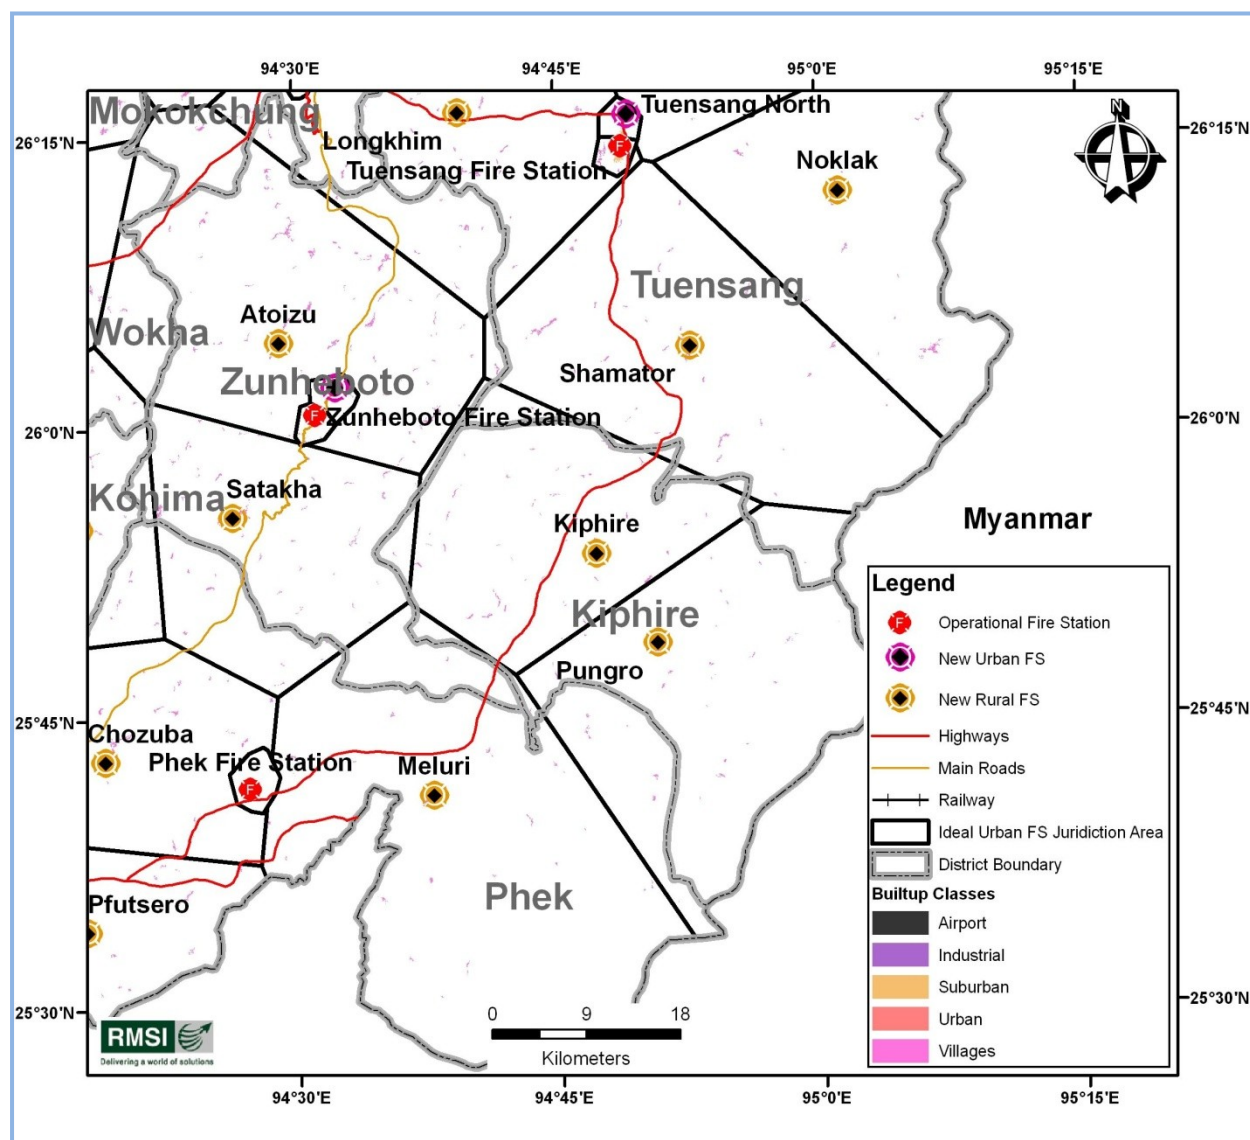 94°30'E 94°45'E 95°0'E 95°15'E
Mokokchung
Tuensang North
26°15'N
Longkhim
26°15'N
N
Noklak
Tuensang Fire Station
F
Tuensang
Atoizu
Wokha
Shamator
Zunheboto
F
Zunheboto Fire Station
26°0'N
26°0'N
Kohima
Satakha
Kiphire
Myanmar
Kiphire
Pungro
25°45'N
25°45'N
Chozuba
Phek Fire Station
F
Meluri
Phek
Pfutsero
25°30'N
25°30'N
Legend
F Operational Fire Station
New Urban FS
New Rural FS
Highways
Main Roads
Railway
Ideal Urban FS Juridiction Area
District Boundary
Builtup Classes
Airport
Industrial
Suburban
Urban
Villages
0 9 18
Kilometers
RMSI
Delivering a world of solutions
94°30'E 94°45'E 95°0'E 95°15'E